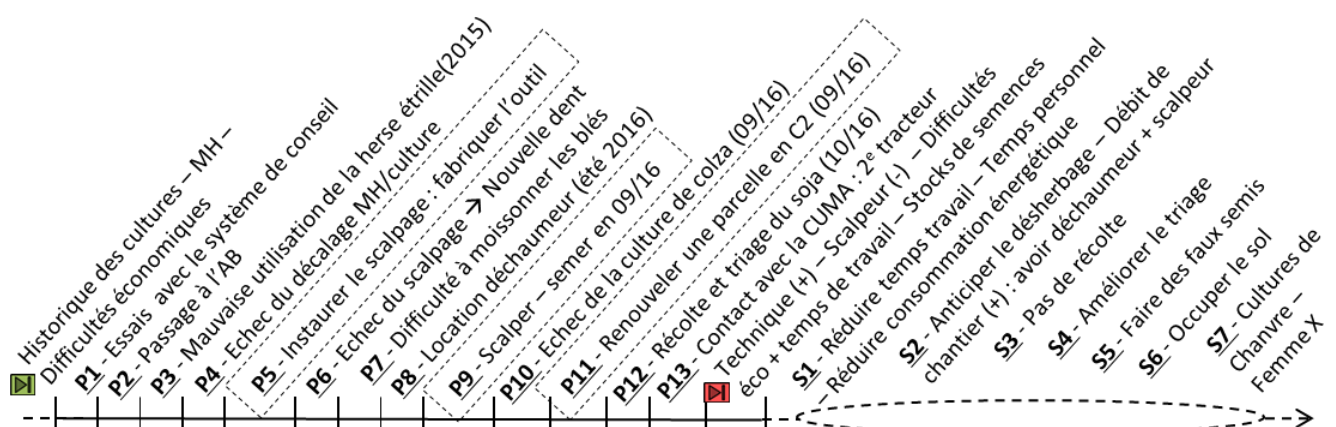 Historique des cultures – MH –
Difficultés économiques
P1 - Essais avec le système de conseil
P2 - Passage à l'AB
P3 - Mauvaise utilisation de la herse étrille(2015)
P4 - Echec du décalage MH/culture
P5 - Instaurer le scalpage : fabriquer l'outil
P6 - Echec du scalpage → Nouvelle dent
P7 - Difficulté à moissonner les blés
P8 - Location déchaumeur (été 2016)
P9 - Scalper – semer en 09/16
P10 - Echec de la culture de colza (09/16)
P11 - Renouveler une parcelle en C2 (09/16)
P12 - Récolte et triage du soja (10/16)
P13 - Contact avec la CUMA : 2e tracteur
Technique (+) – Scalpeur (-) – Difficultés
éco + temps de travail – Stocks de semences
S1 - Réduire temps travail – Temps personnel
– Réduire consommation énergétique
S2 - Anticiper le désherbage – Débit de
chantier (+) : avoir déchaumeur + scalpeur
S3 - Pas de récolte
S4 - Améliorer le triage
S5 - Faire des faux semis
S6 - Occuper le sol
S7 - Cultures de
Chanvre –
Femme X